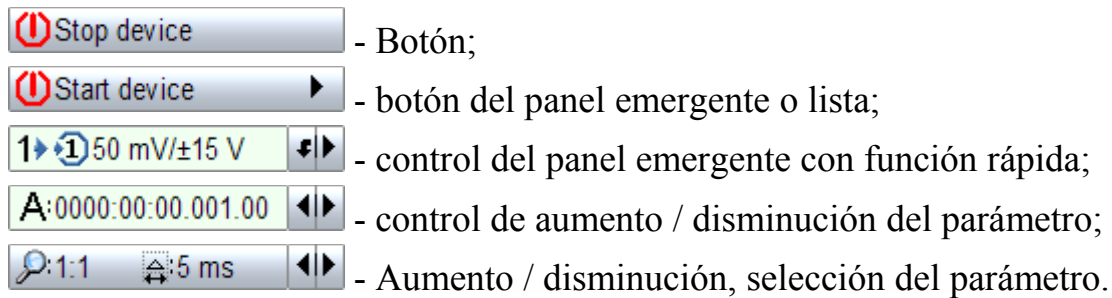 Stop device - Botón;
Start device - botón del panel emergente o lista;
1 1 50 mV/±15 V - control del panel emergente con función rápida;
A:0000:00:00.001.00 - control de aumento / disminución del parámetro;
:1:1 :5 ms - Aumento / disminución, selección del parámetro.